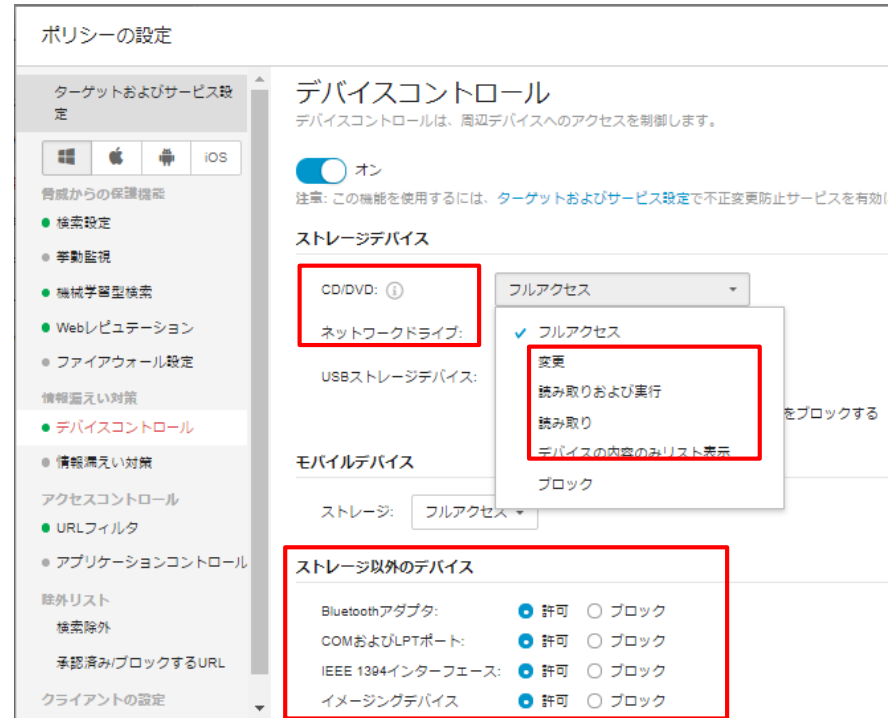 ポリシーの設定
ターゲットおよびサービス設
定
iOS
脅威からの保護機能
検索設定
挙動監視
機械学習型検索
Webレピュテーション
ファイアウォール設定
情報漏えい対策
デバイスコントロール
情報漏えい対策
アクセスコントロール
URLフィルタ
アプリケーションコントロール
除外リスト
検索除外
承認済み/ブロックするURL
クライアントの設定
デバイスコントロール
デバイスコントロールは、周辺デバイスへのアクセスを制御します。
オン
注意: この機能を使用するには、ターゲットおよびサービス設定で不正変更防止サービスを有効に
ストレージデバイス
CD/DVD: フルアクセス
ネットワークドライブ:
USBストレージデバイス:
フルアクセス
変更
読み取りおよび実行
読み取り
デバイスの内容のみリスト表示
ブロック
をブロックする
モバイルデバイス
ストレージ: フルアクセス
ストレージ以外のデバイス
Bluetoothアダプタ: 許可 ブロック
COMおよびLPTポート: 許可 ブロック
IEEE 1394インターフェース: 許可 ブロック
イメージングデバイス 許可 ブロック